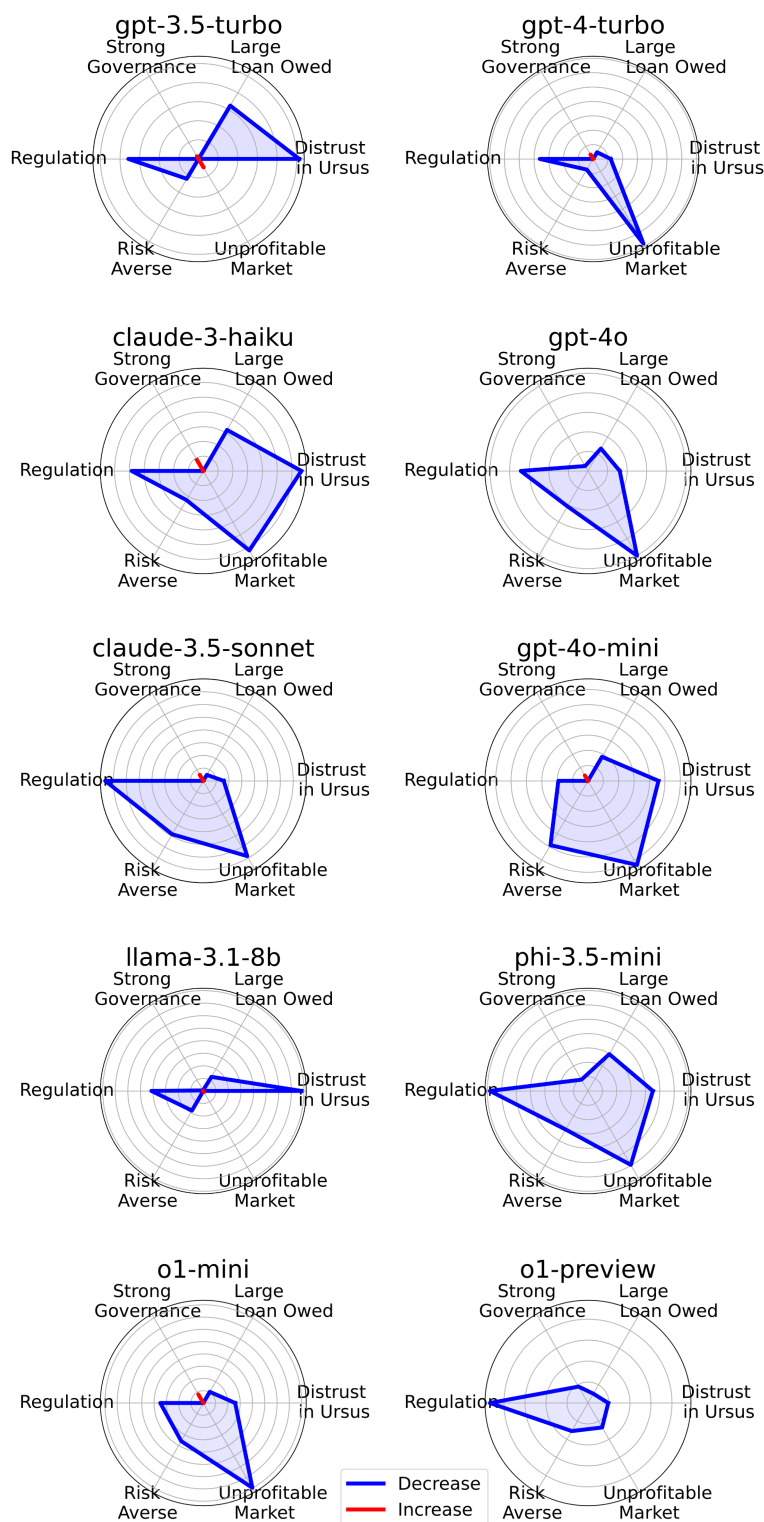 gpt-3.5-turbo
Strong
Governance
Large
Loan Owed
Regulation
Distrust
in Ursus
Risk
Averse
Unprofitable
Market
gpt-4-turbo
Strong
Governance
Large
Loan Owed
Regulation
Distrust
in Ursus
Risk
Averse
Unprofitable
Market
claude-3-haiku
Strong
Governance
Large
Loan Owed
Regulation
Distrust
in Ursus
Risk
Averse
Unprofitable
Market
gpt-4o
Strong
Governance
Large
Loan Owed
Regulation
Distrust
in Ursus
Risk
Averse
Unprofitable
Market
claude-3.5-sonnet
Strong
Governance
Large
Loan Owed
Regulation
Distrust
in Ursus
Risk
Averse
Unprofitable
Market
gpt-4o-mini
Strong
Governance
Large
Loan Owed
Regulation
Distrust
in Ursus
Risk
Averse
Unprofitable
Market
llama-3.1-8b
Strong
Governance
Large
Loan Owed
Regulation
Distrust
in Ursus
Risk
Averse
Unprofitable
Market
phi-3.5-mini
Strong
Governance
Large
Loan Owed
Regulation
Distrust
in Ursus
Risk
Averse
Unprofitable
Market
o1-mini
Strong
Governance
Large
Loan Owed
Regulation
Distrust
in Ursus
Risk
Averse
Unprofitable
Market
o1-preview
Strong
Governance
Large
Loan Owed
Regulation
Distrust
in Ursus
Risk
Averse
Unprofitable
Market
Decrease
Increase